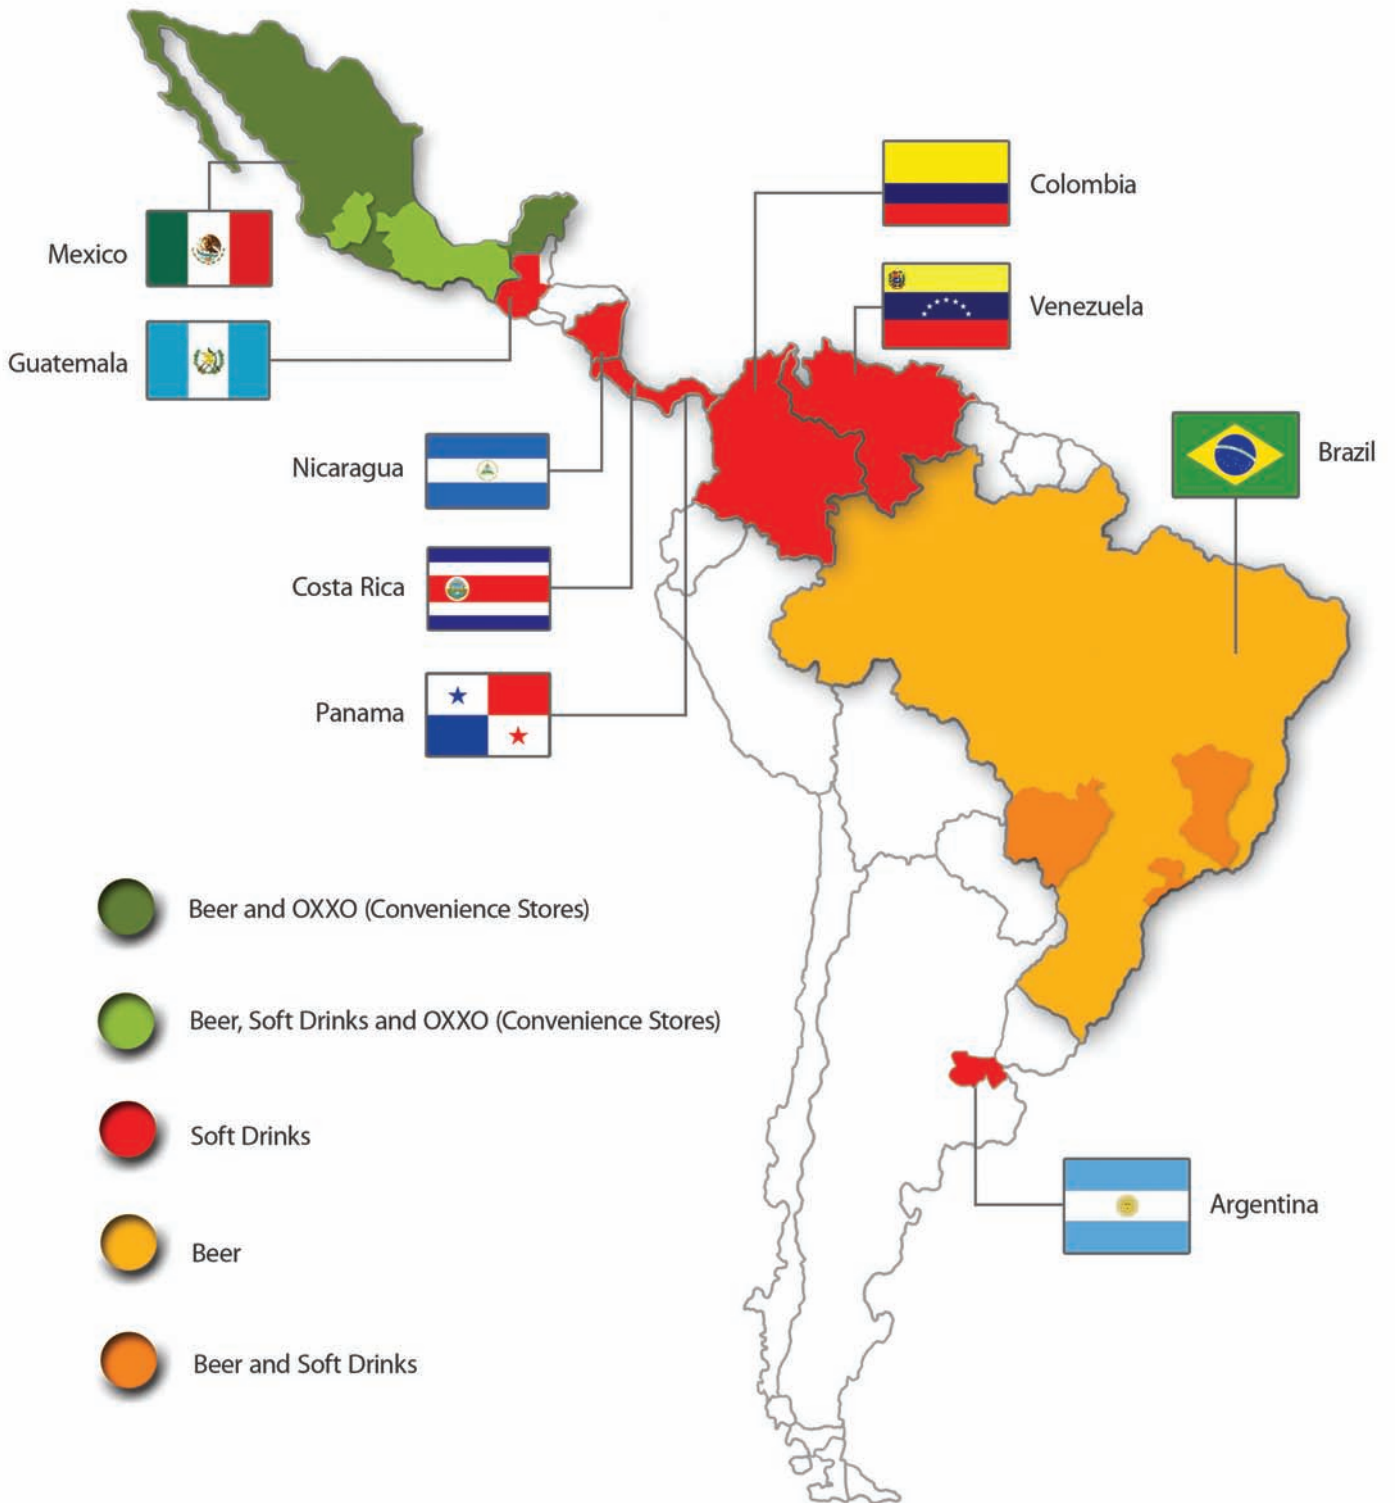 Mexico
Guatemala
Nicaragua
Costa Rica
Panama
Colombia
Venezuela
Brazil
Argentina
Beer and OXXO (Convenience Stores)
Beer, Soft Drinks and OXXO (Convenience Stores)
Soft Drinks
Beer
Beer and Soft Drinks